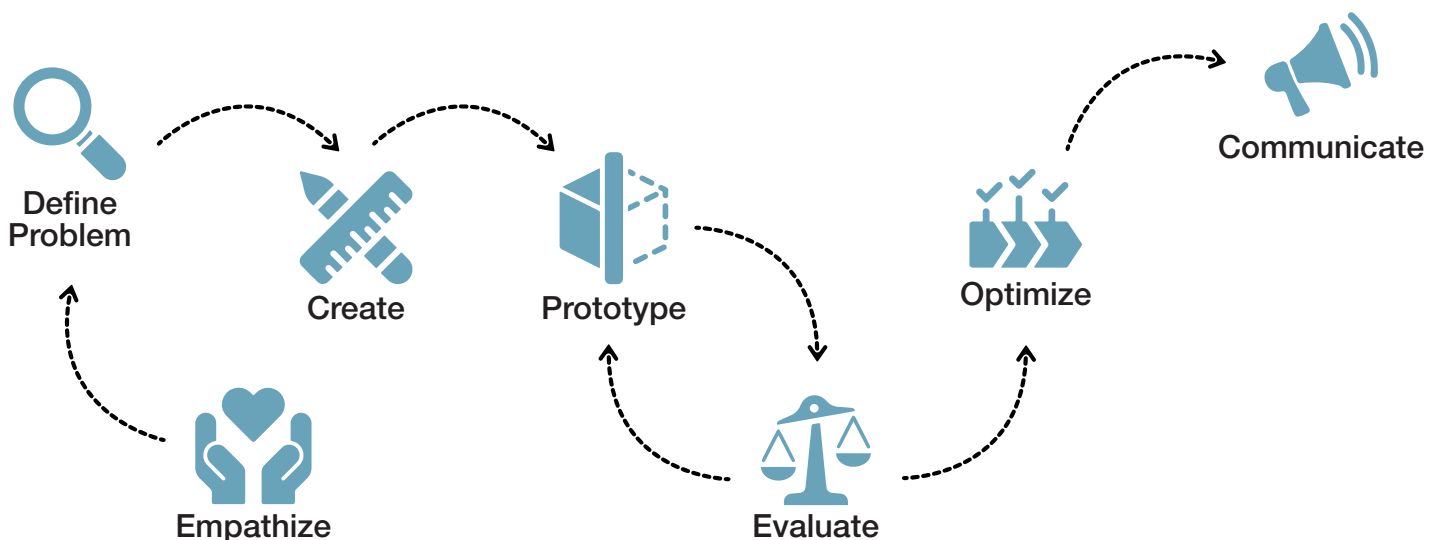 Define
Problem
Empathize
Create
Prototype
Evaluate
Optimize
Communicate